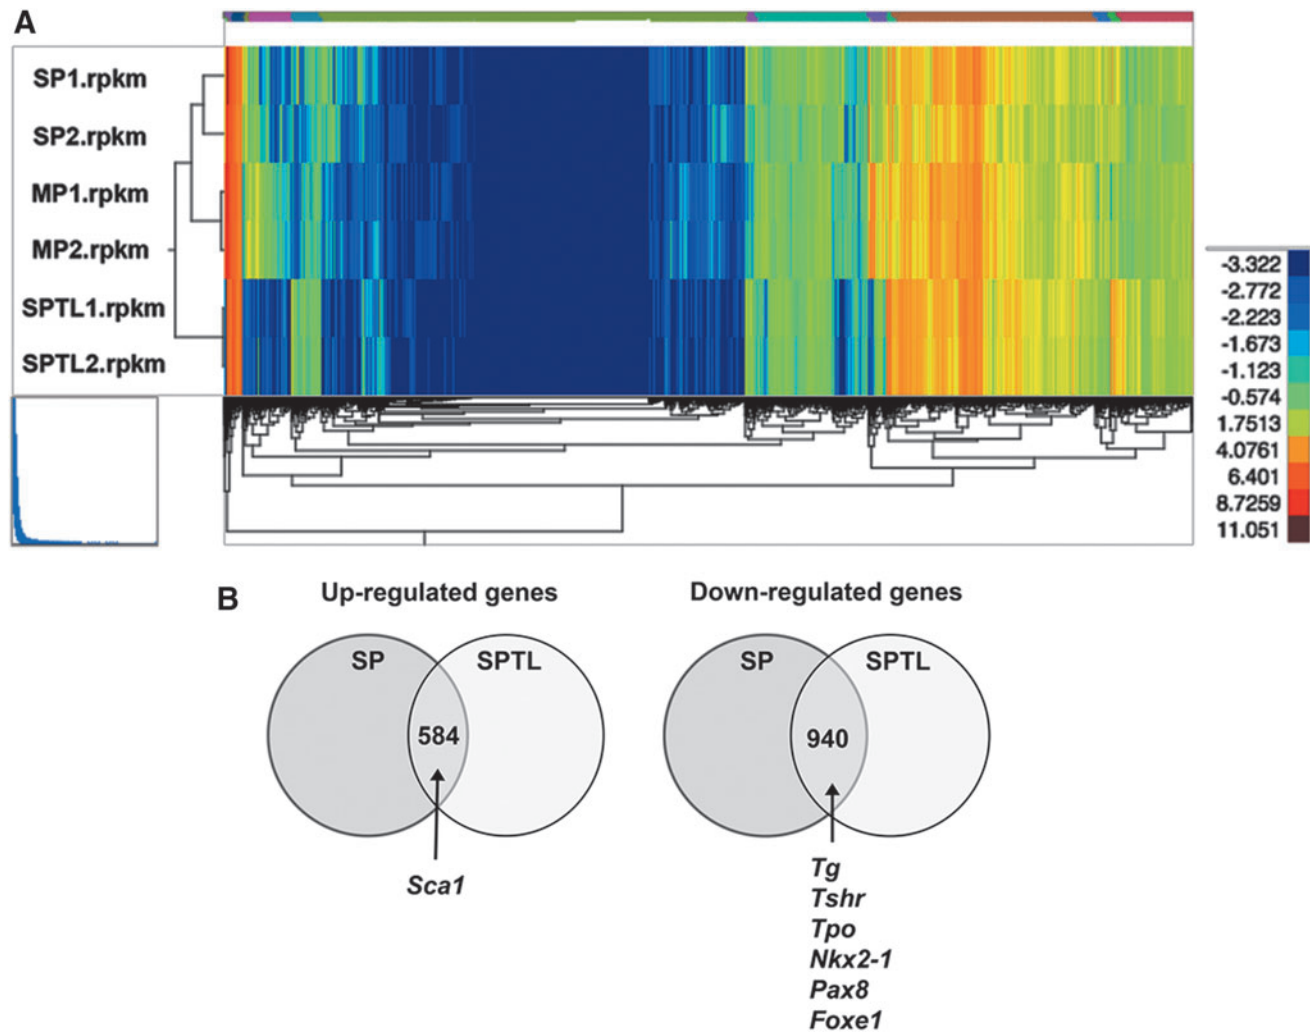 A
SP1.rpkm
SP2.rpkm
MP1.rpkm
MP2.rpkm
SPTL1.rpkm
SPTL2.rpkm
-3.322
-2.772
-2.223
-1.673
-1.123
-0.574
1.7513
4.0761
6.401
8.7259
11.051
B
Up-regulated genes
SP
SPTL
584
Sca1
Down-regulated genes
SP
SPTL
940
Tg
Tshr
Tpo
Nkx2-1
Pax8
Foxe1